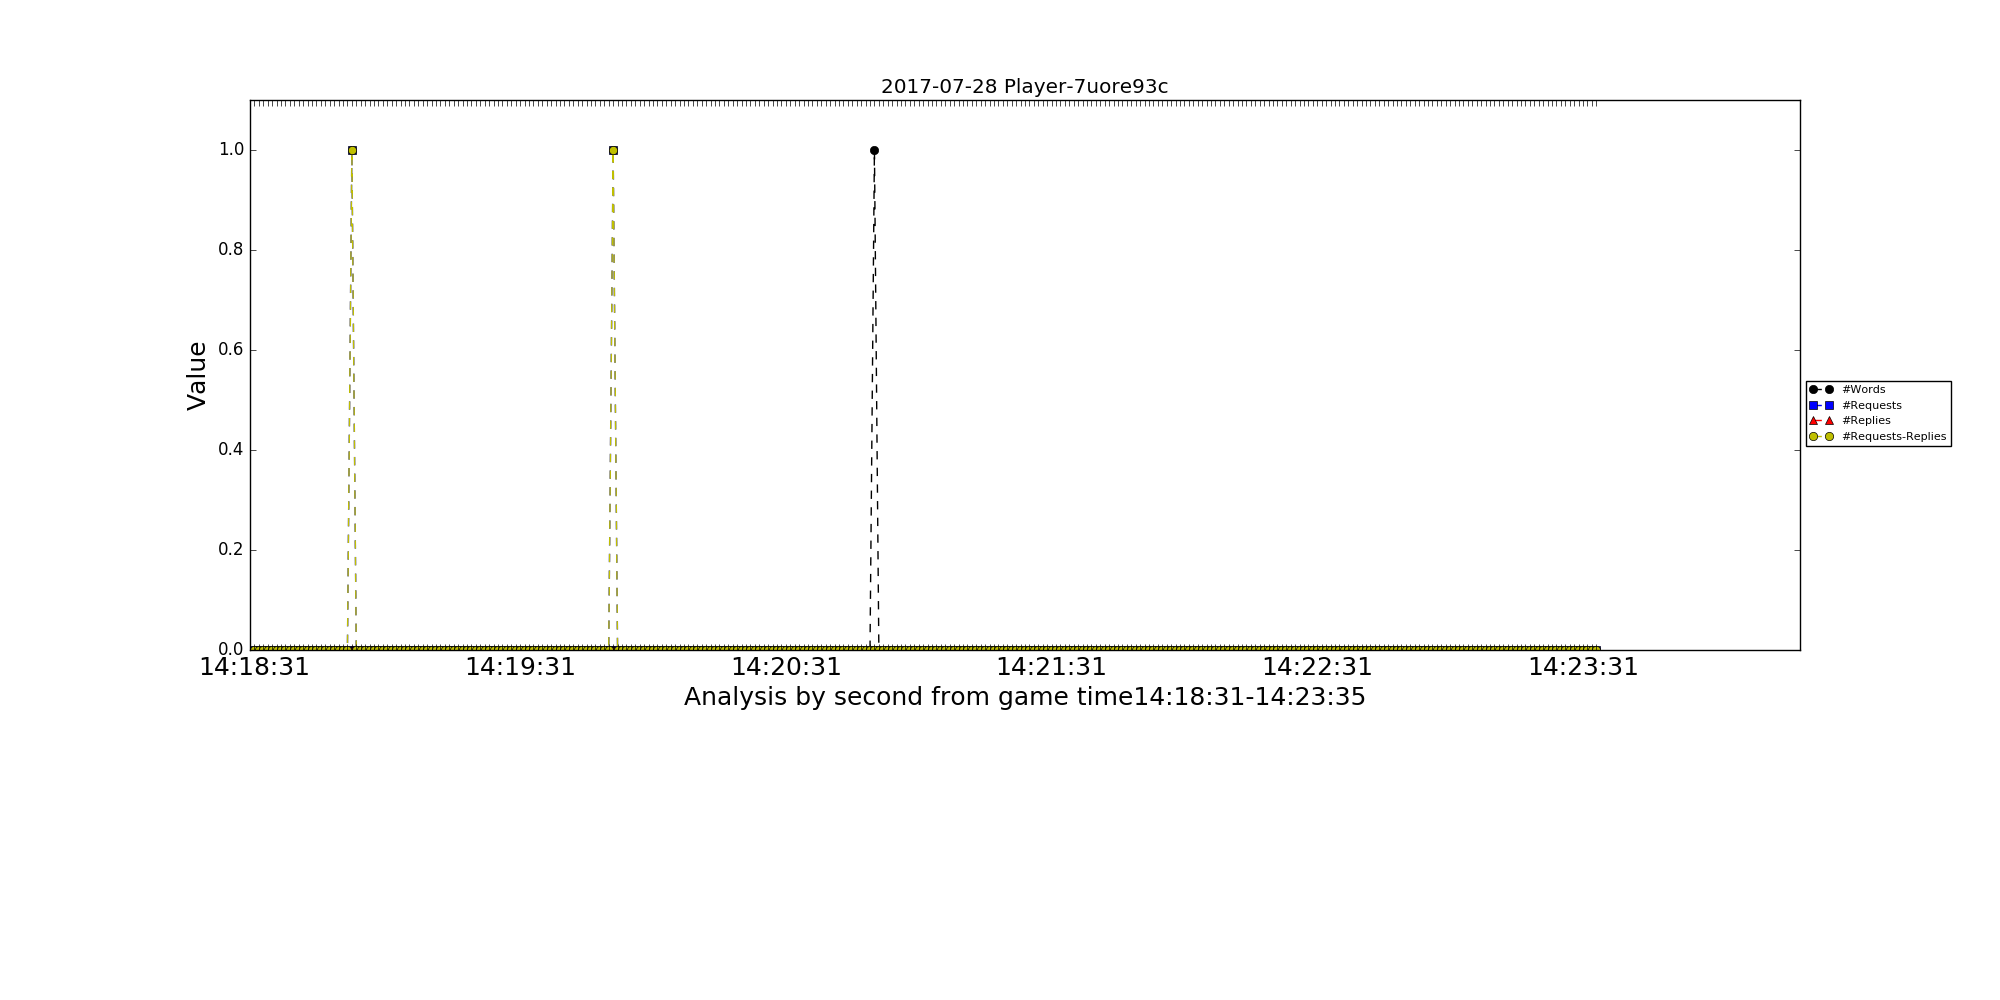 2017-07-28 Player-7uore93c
1.0
0.8
0.6
0.4
0.2
0.0
Value
14:18:31 14:19:31 14:20:31 14:21:31 14:22:31 14:23:31
Analysis by second from game time14:18:31-14:23:35
#Words
#Requests
#Replies
#Requests-Replies